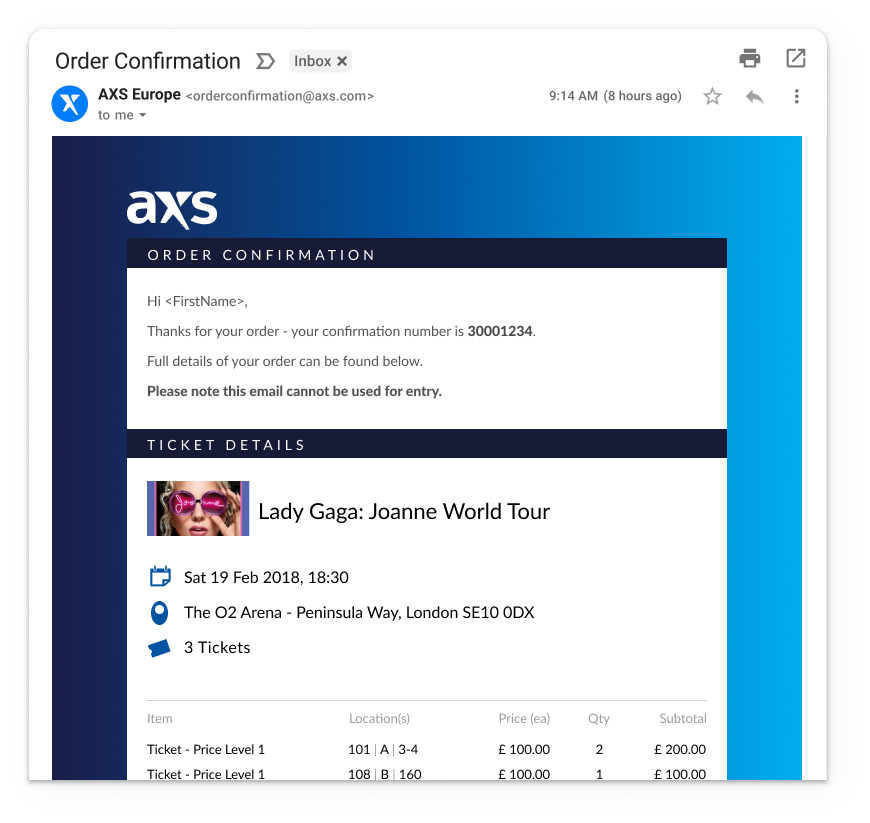 Order Confirmation Inbox ✕
AXS Europe <orderconfirmation@axs.com> 9:14 AM (8 hours ago)
to me
axs
ORDER CONFIRMATION
Hi <FirstName>,
Thanks for your order - your confirmation number is 30001234.
Full details of your order can be found below.
Please note this email cannot be used for entry.
TICKET DETAILS
Joanne
Lady Gaga: Joanne World Tour
Sat 19 Feb 2018, 18:30
The O2 Arena - Peninsula Way, London SE10 0DX
3 Tickets
Item Location(s) Price (ea) Qty Subtotal
Ticket - Price Level 1 101 | A | 3-4 £ 100.00 2 £ 200.00
Ticket - Price Level 1 108 | B | 160 £ 100.00 1 £ 100.00